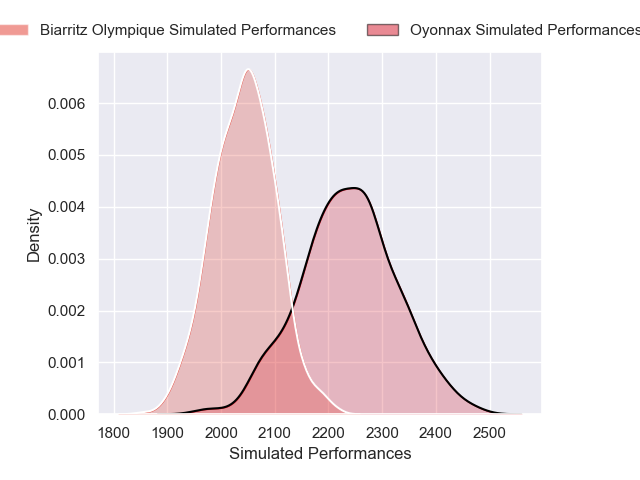 Biarritz Olympique Simulated Performances
Oyonnax Simulated Performances
Density
0.006
0.005
0.004
0.003
0.002
0.001
0.000
1800 1900 2000 2100 2200 2300 2400 2500
Simulated Performances